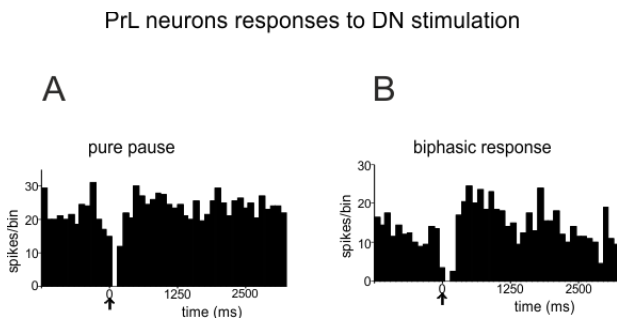 PrL neurons responses to DN stimulation
A
B
pure pause
biphasic response
spikes/bin
30
20
10
0
0
1250
2500
time (ms)
spikes/bin
30
20
10
0
0
1250
2500
time (ms)